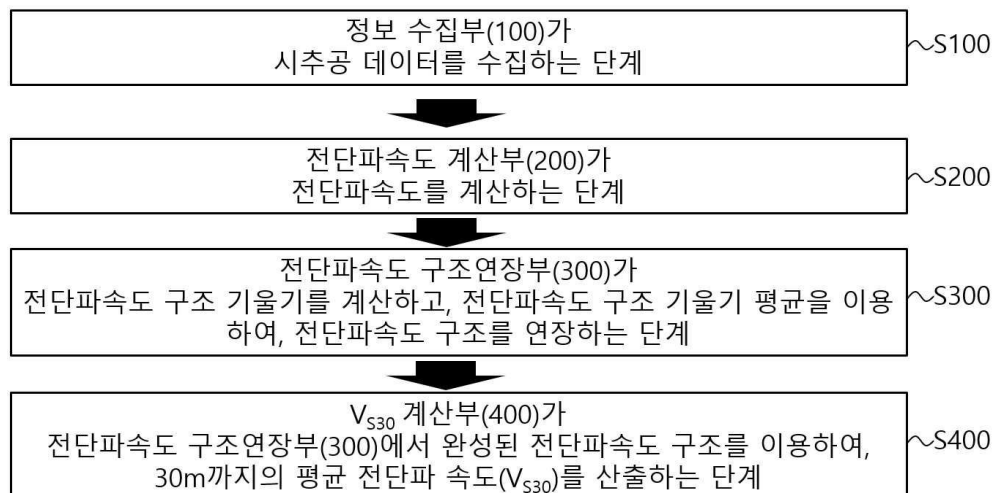 정보 수집부(100)가
시추공 데이터를 수집하는 단계
S100
전단파속도 계산부(200)가
전단파속도를 계산하는 단계
S200
전단파속도 구조연장부(300)가
전단파속도 구조 기울기를 계산하고, 전단파속도 구조 기울기 평균을 이용
하여, 전단파속도 구조를 연장하는 단계
S300
VS30 계산부(400)가
전단파속도 구조연장부(300)에서 완성된 전단파속도 구조를 이용하여,
30m까지의 평균 전단파 속도(VS30)를 산출하는 단계
S400